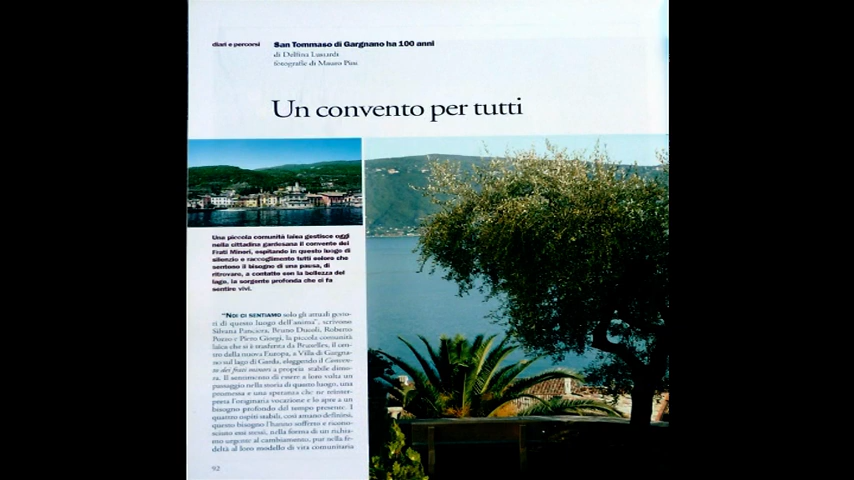 diari e percorsi
San Tommaso di Gargnano ha 100 anni
di Delfina Lusiardi
fotografie di Mauro Pini
Un convento per tutti
Una piccola comunità laica gestisce oggi
nella cittadina gardesana il convento dei
Frati Minori, ospitando in questo luogo di
silenzio e raccoglimento tutti coloro che
sentono il bisogno di una pausa, di
ritrovare, a contatto con la bellezza del
lago, la sorgente profonda che ci fa
sentire vivi.
"NOI CI SENTIAMO solo gli attuali gesto-
ri di questo luogo dell'anima", scrivono
Silvana Panciera, Bruno Ducoli, Roberto
Pozzo e Piero Giorgi, la piccola comunità
laica che si è trasferita da Bruxelles, il cen-
tro della nuova Europa, a Villa di Gargna-
no sul lago di Garda, eleggendo il Conven-
to dei frati minori a propria stabile dimo-
ra. Il sentimento di essere a loro volta un
passaggio nella storia di questo luogo, una
promessa e una speranza che ne reinter-
preta l'originaria vocazione e lo apre a un
bisogno profondo del tempo presente. I
quattro ospiti stabili, così amano definirsi,
questo bisogno l'hanno sofferto e ricono-
sciuto essi stessi, nella forma di un richia-
mo urgente al cambiamento, pur nella fe-
deltà al loro modello di vita comunitaria
92